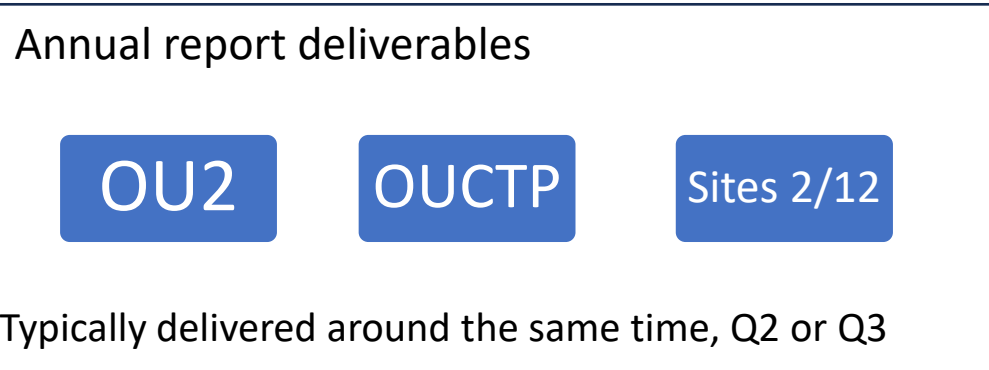 Annual report deliverables
OU2
OUCTP
Sites 2/12
Typically delivered around the same time, Q2 or Q3